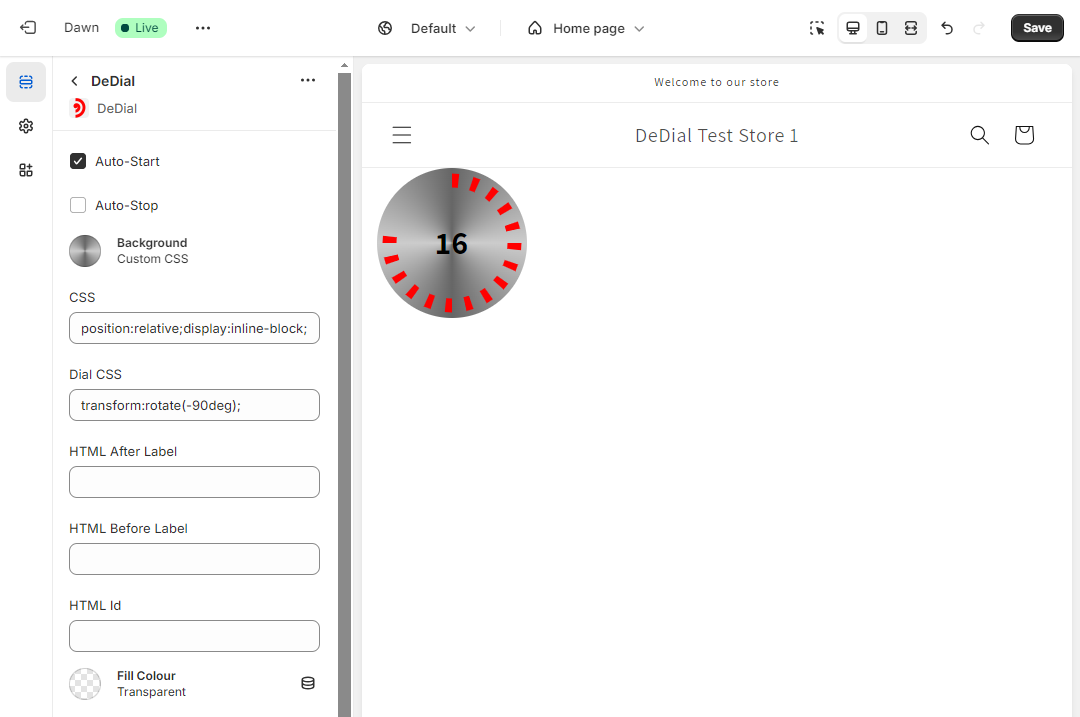 Dawn
Live
Default
Home page
Save
DeDial
DeDial
Auto-Start
Auto-Stop
Background
Custom CSS
CSS
position:relative;display:inline-block;
Dial CSS
transform:rotate(-90deg);
HTML After Label
HTML Before Label
HTML Id
Fill Colour
Transparent
Welcome to our store
DeDial Test Store 1
16